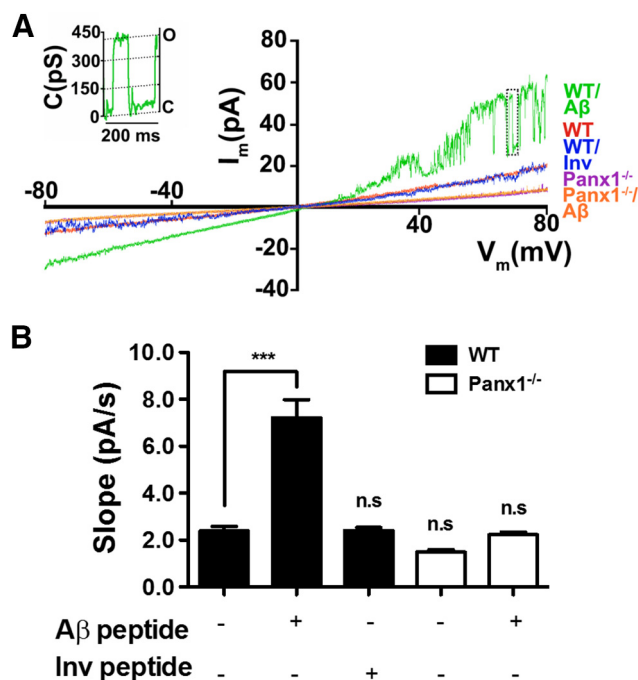 A
C(pS)
450
300
150
0
O
C
200 ms
I_m(pA)
80
60
40
20
-20
-40
-80
-40
40
80
V_m(mV)
WT/
Aβ
WT
WT/
Inv
Panx1⁻/⁻
Panx1⁻/⁻/
Aβ
B
Slope (pA/s)
10.0
8.0
6.0
4.0
2.0
0.0
***
n.s
n.s
n.s
WT
Panx1⁻/⁻
Aβ peptide - + - - +
Inv peptide - - + - -